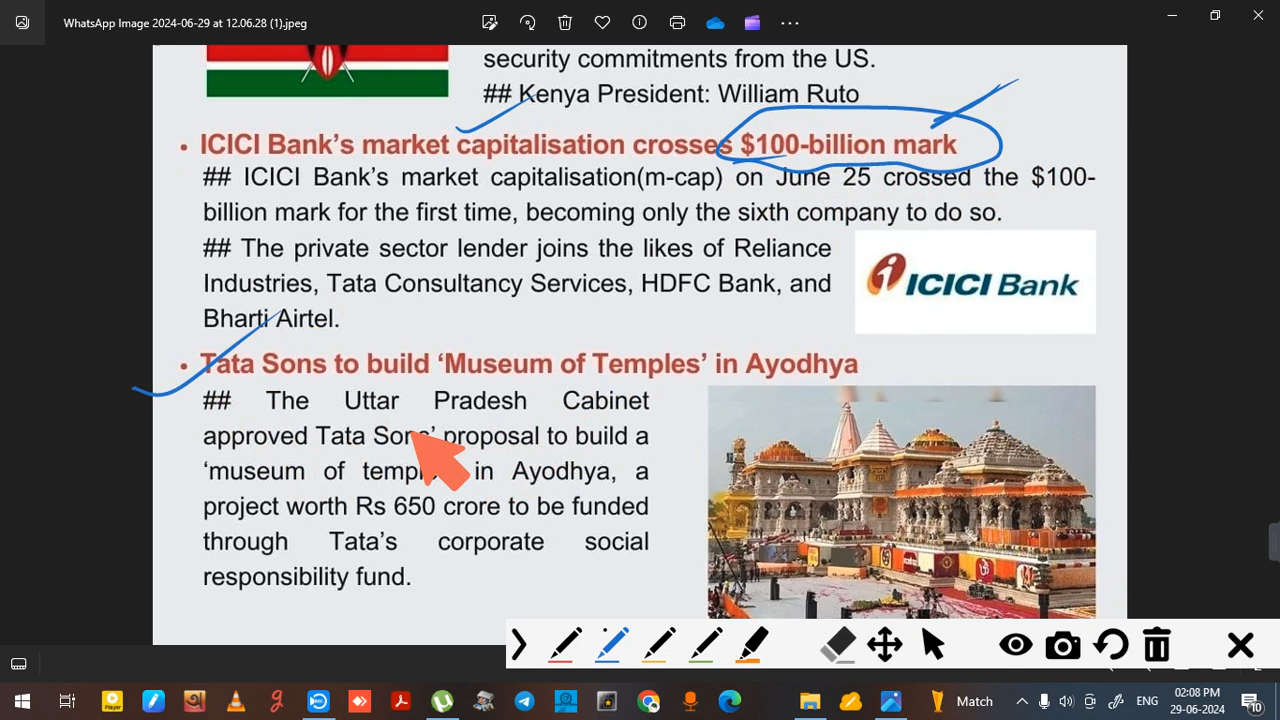 WhatsApp Image 2024-06-29 at 12.06.28 (1).jpeg
security commitments from the US.
## Kenya President: William Ruto
• ICICI Bank's market capitalisation crosses $100-billion mark
## ICICI Bank's market capitalisation(m-cap) on June 25 crossed the $100-
billion mark for the first time, becoming only the sixth company to do so.
## The private sector lender joins the likes of Reliance
Industries, Tata Consultancy Services, HDFC Bank, and
Bharti Airtel.
ICICI Bank
• Tata Sons to build ‘Museum of Temples’ in Ayodhya
## The Uttar Pradesh Cabinet
approved Tata Sons’ proposal to build a
‘museum of in Ayodhya, a
project worth Rs 650 crore to be funded
through Tata's corporate social
responsibility fund.
Match
ENG
02:08 PM
29-06-2024
10